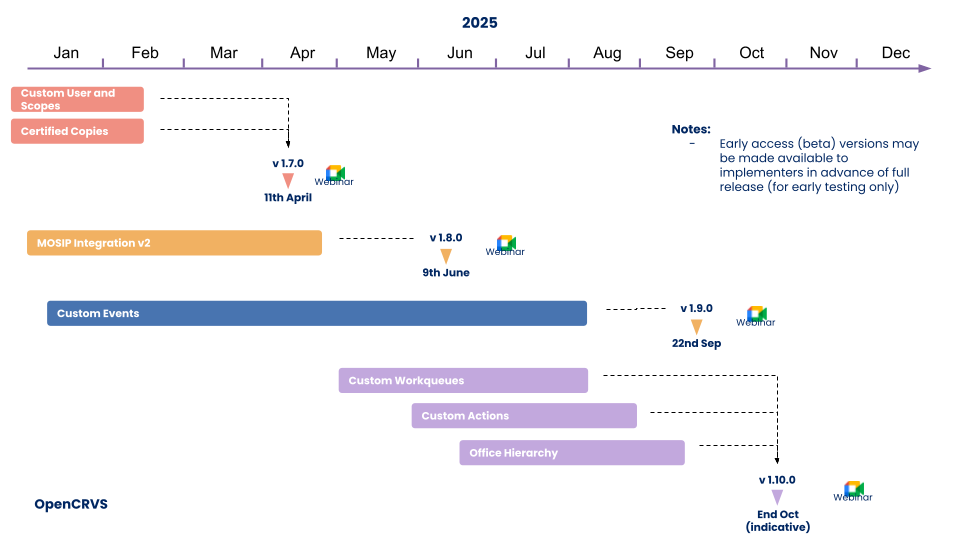 2025
Jan Feb Mar Apr May Jun Jul Aug Sep Oct Nov Dec
Custom User and
Scopes
Certified Copies
v 1.7.0
Webinar
11th April
Notes:
- Early access (beta) versions may
be made available to
implementers in advance of full
release (for early testing only)
MOSIP Integration v2
v 1.8.0
Webinar
9th June
Custom Events
v 1.9.0
Webinar
22nd Sep
Custom Workqueues
Custom Actions
Office Hierarchy
v 1.10.0
Webinar
End Oct
(indicative)
OpenCRVS